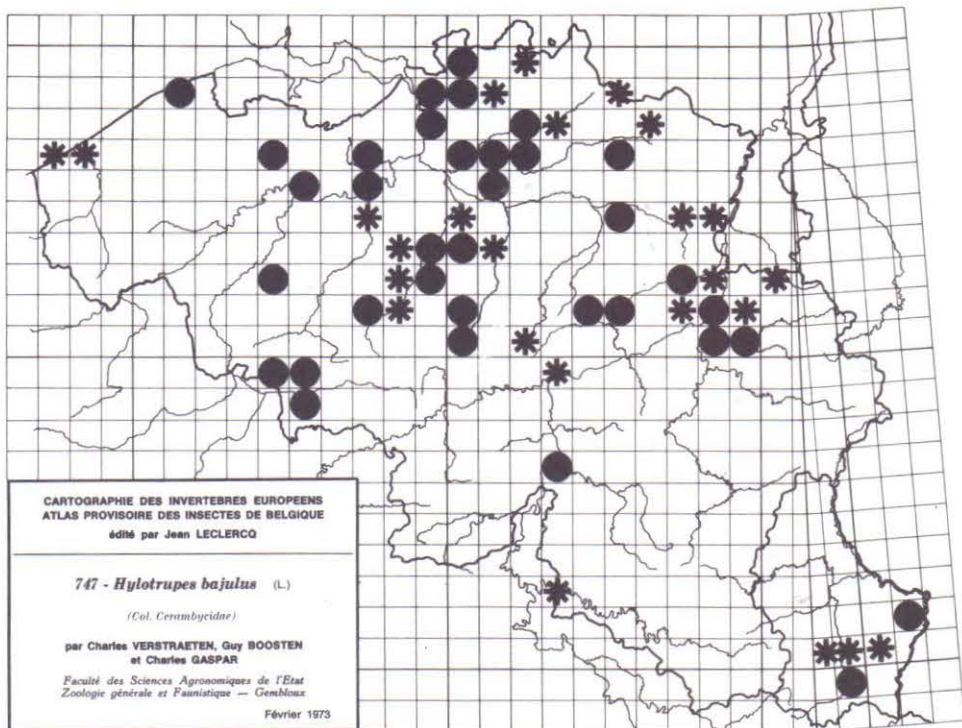 CARTOGRAPHIE DES INVERTEBRES EUROPEENS
ATLAS PROVISOIRE DES INSECTES DE BELGIQUE
édité par Jean LECLERCQ
747 - Hylotrupes bajulus (L.)
(Col. Cerambycidae)
par Charles VERSTRAETEN, Guy BOOSTEN
et Charles GASPAR
Faculté des Sciences Agronomiques de l'Etat
Zoologie générale et Faunistique — Gembloux
Février 1973